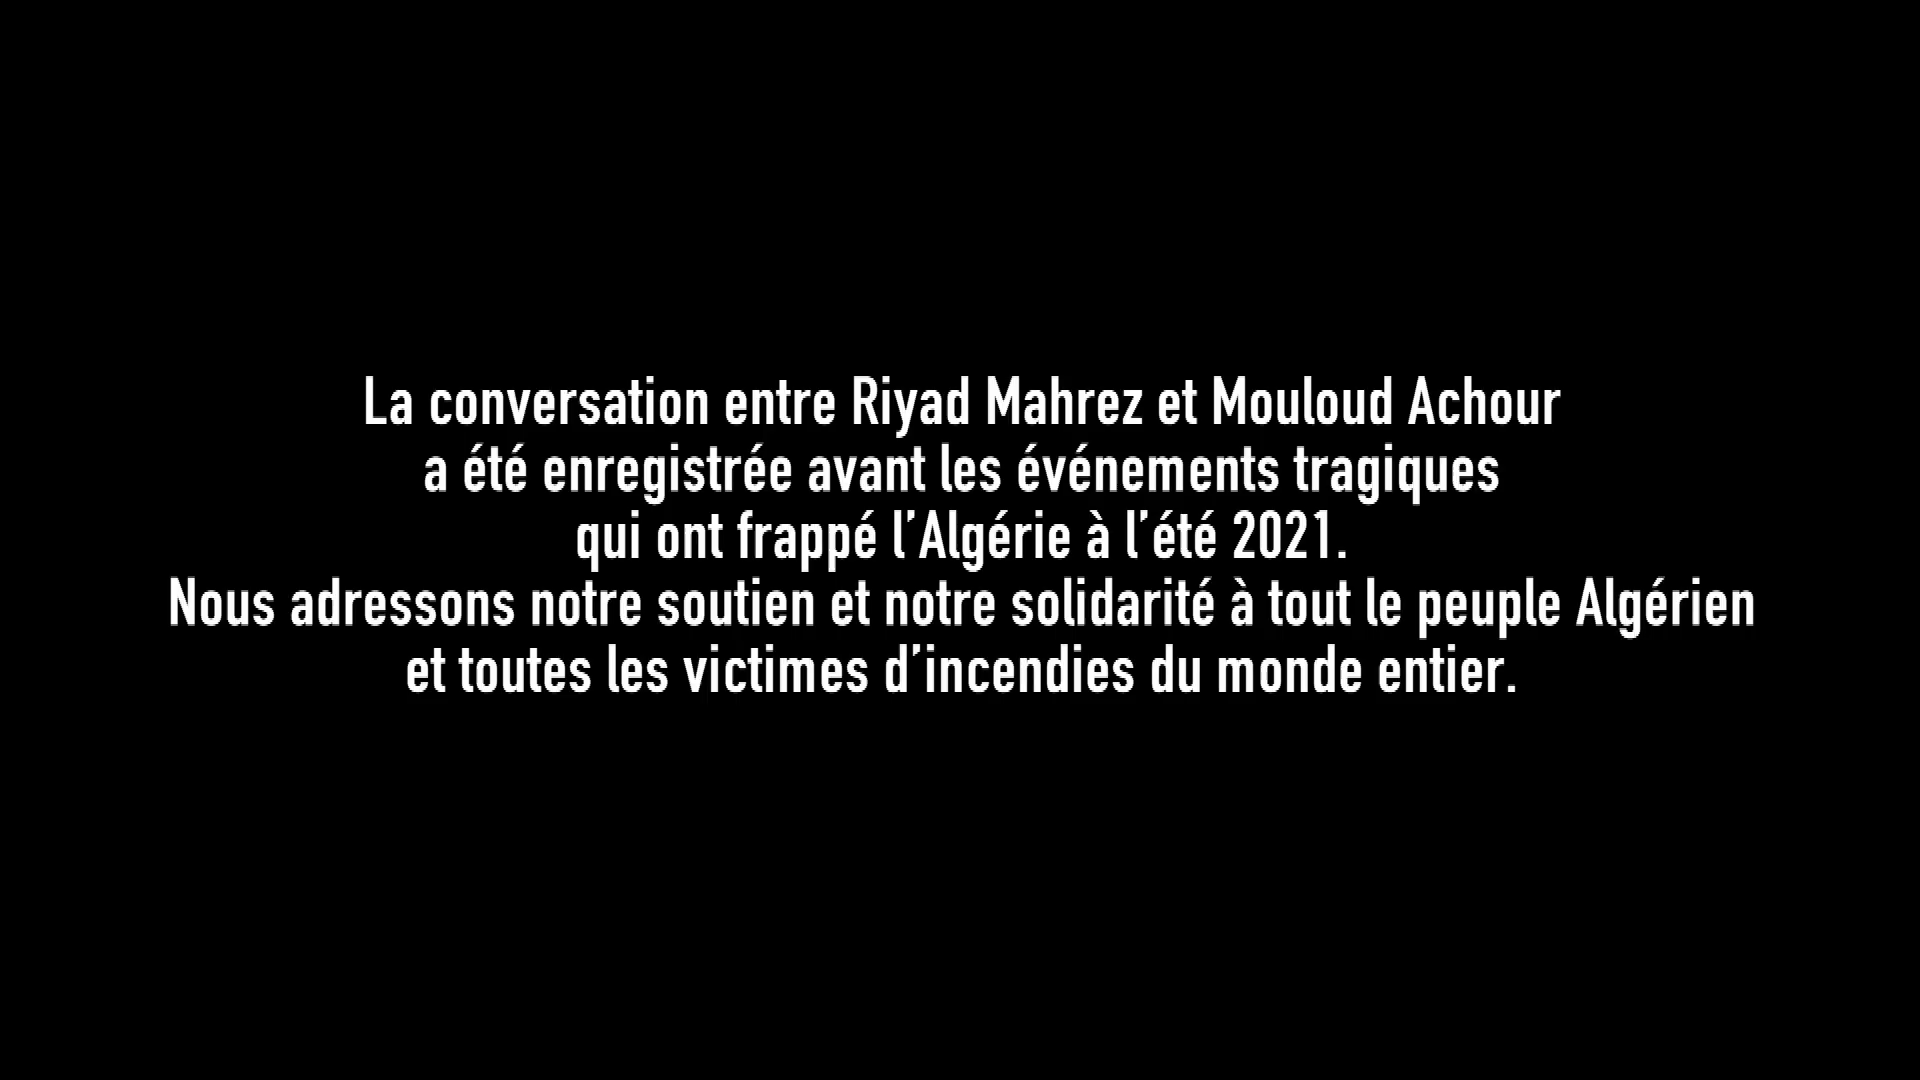 La conversation entre Riyad Mahrez et Mouloud Achour
a été enregistrée avant les événements tragiques
qui ont frappé l’Algérie à l’été 2021.
Nous adressons notre soutien et notre solidarité à tout le peuple Algérien
et toutes les victimes d’incendies du monde entier.